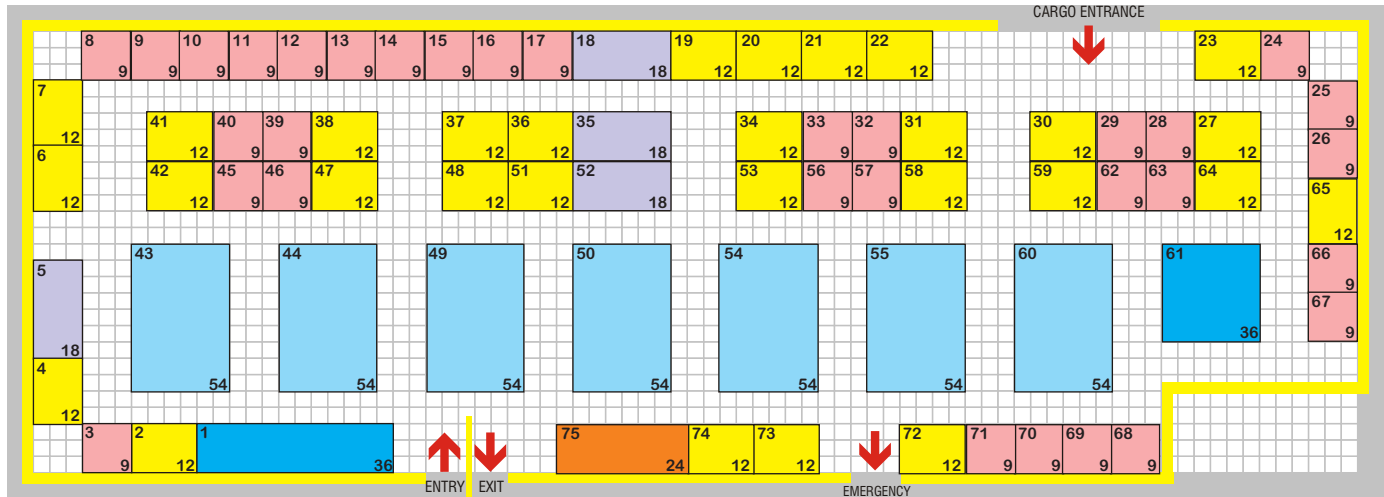 CARGO ENTRANCE
8 9 10 11 12 13 14 15 16 17 18 19 20 21 22 23 24
9 9 9 9 9 9 9 9 9 9 18 12 12 12 12 12 9
7 25
12 9
41 40 39 38 37 36 35 34 33 32 31 30 29 28 27
12 9 9 12 12 12 18 12 9 9 12 12 9 9 12
6 26
12 9
42 45 46 47 48 51 52 53 56 57 58 59 62 63 64
12 9 9 12 12 12 18 12 9 9 12 12 9 9 12
65
12
43 44 49 50 54 55 60 61 66
54 54 54 54 54 54 54 36 9
5 67
18 9
4
12
3 2 1 75 74 73 72 71 70 69 68
9 12 36 24 12 12 12 9 9 9 9
ENTRY EXIT EMERGENCY